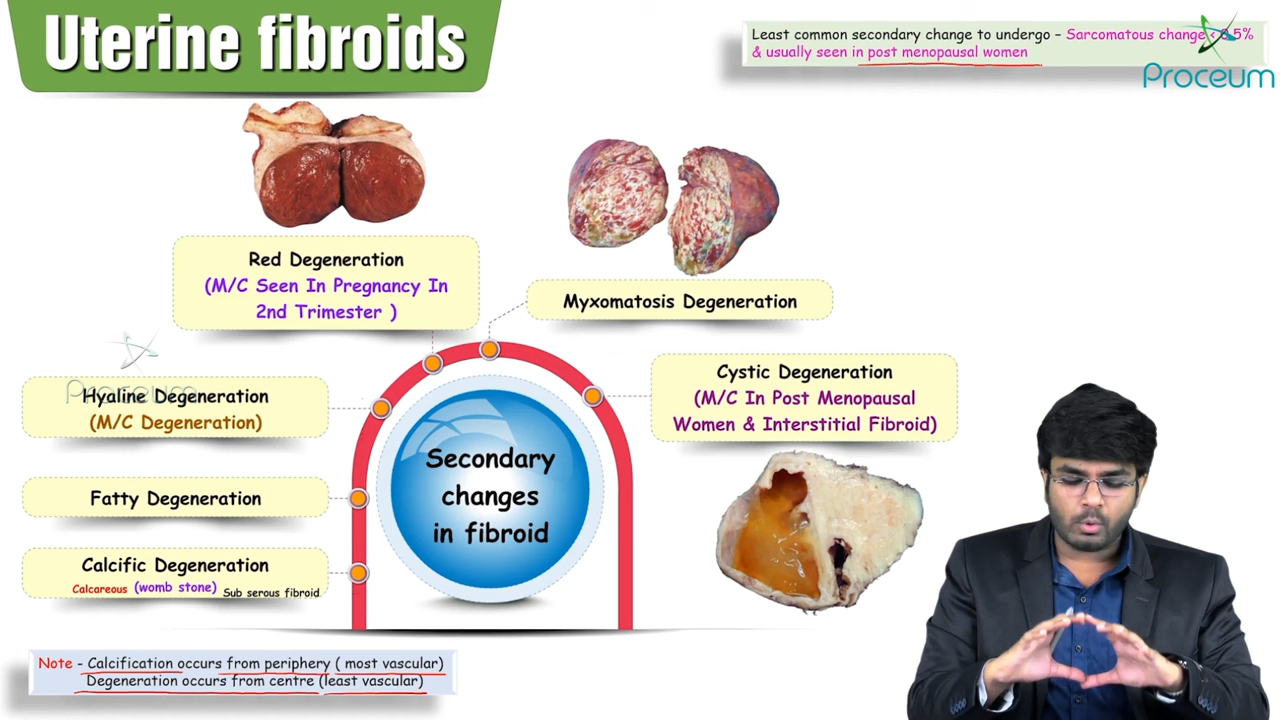 Uterine fibroids
Least common secondary change to undergo – Sarcomatous change < 0.5%
& usually seen in post menopausal women
Proceum
Red Degeneration
(M/C Seen In Pregnancy In
2nd Trimester )
Myxomatosis Degeneration
Proceum
Hyaline Degeneration
(M/C Degeneration)
Cystic Degeneration
(M/C In Post Menopausal
Women & Interstitial Fibroid)
Secondary
changes
in fibroid
Fatty Degeneration
Calcific Degeneration
Calcareous (womb stone) Sub serous fibroid
Note - Calcification occurs from periphery ( most vascular)
Degeneration occurs from centre (least vascular)